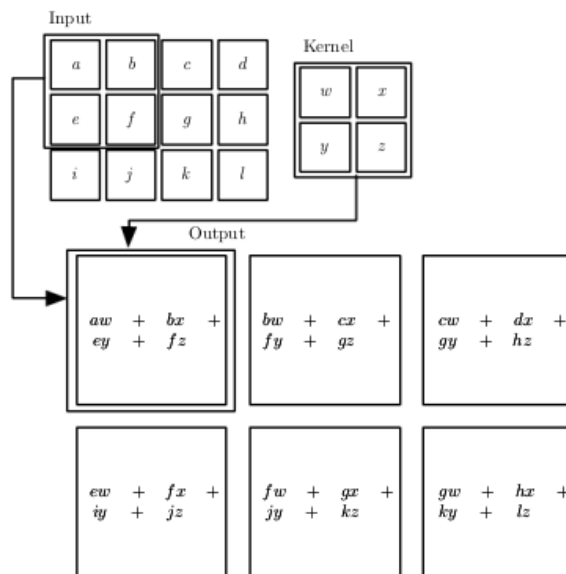 Input
a b c d
e f g h
i j k l
Kernel
w x
y z
Output
aw + bx +
ey + fz
bw + cx +
fy + gz
cw + dx +
gy + hz
ew + fx +
iy + jz
fw + gx +
jy + kz
gw + hx +
ky + lz